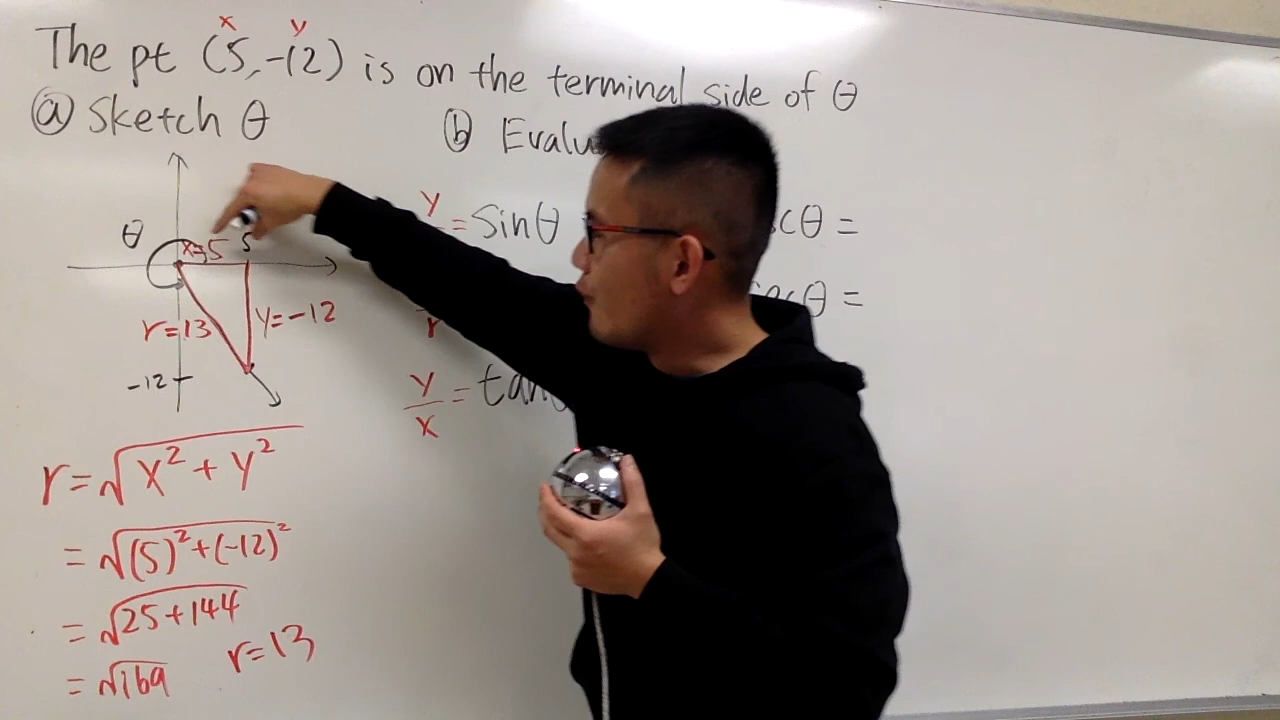 x y
The pt (5, -12) is on the terminal side of θ
ⓐ Sketch θ
ⓑ
θ
x=5
5
r=13
y=-12
-12
y = sinθ
cθ =
cθ =
r
y/x = tan
r = √(x² + y²)
= √((5)² + (-12)²)
= √(25+144)
= √169
r=13